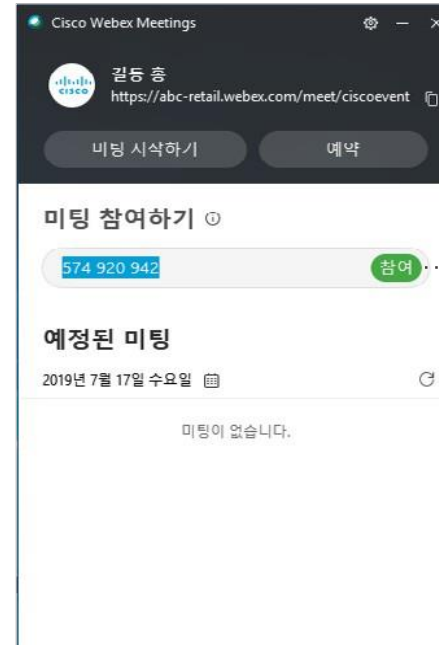 Cisco Webex Meetings
CISCO
길동 홍
https://abc-retail.webex.com/meet/ciscoevent
미팅 시작하기
예약
미팅 참여하기
574 920 942
참여
예정된 미팅
2019년 7월 17일 수요일
미팅이 없습니다.